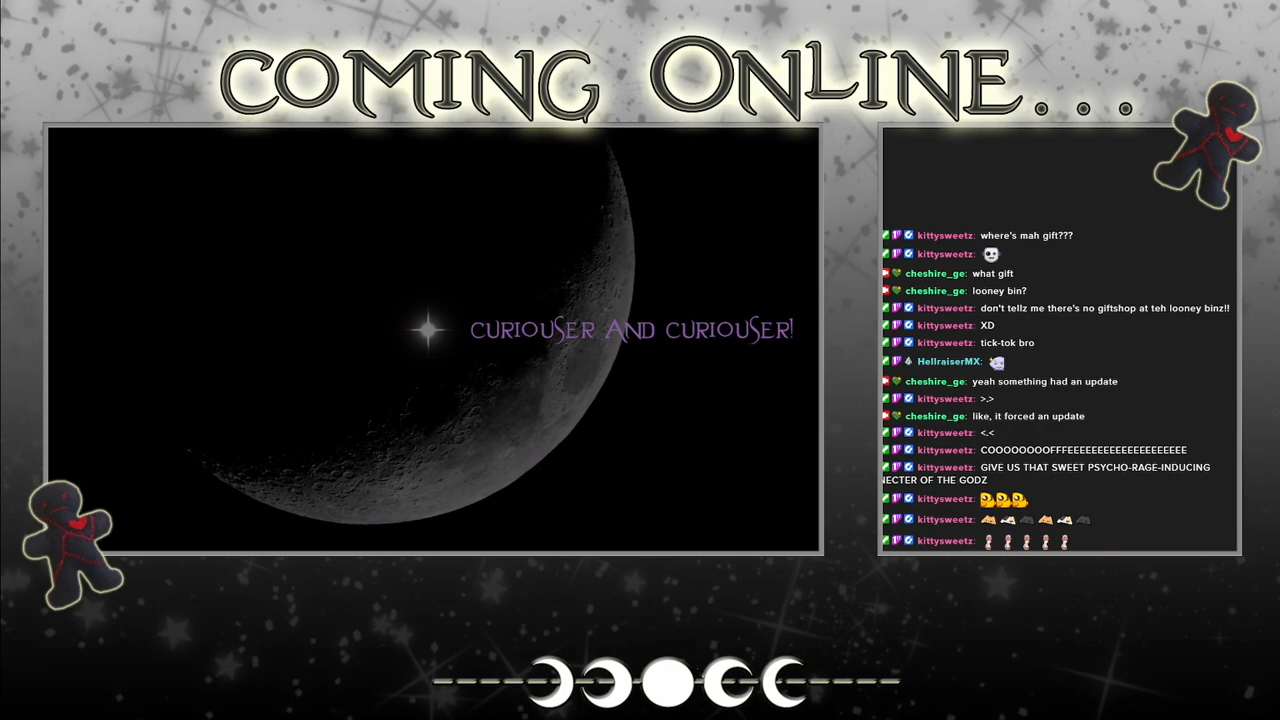 COMING ONLINE...
CURIOUSER AND CURIOUSER!
kittysweetz: where's mah gift???
kittysweetz:
cheshire_ge: what gift
cheshire_ge: looney bin?
kittysweetz: don't tellz me there's no giftshop at teh looney binz!!
kittysweetz: XD
kittysweetz: tick-tok bro
HellraiserMX:
cheshire_ge: yeah something had an update
kittysweetz: >.>
cheshire_ge: like, it forced an update
kittysweetz: <.<
kittysweetz: COOOOOOOOFFFEEEEEEEEEEEEEEEEEEEEEE
kittysweetz: GIVE US THAT SWEET PSYCHO-RAGE-INDUCING
NECTER OF THE GODZ
kittysweetz:
kittysweetz:
kittysweetz: